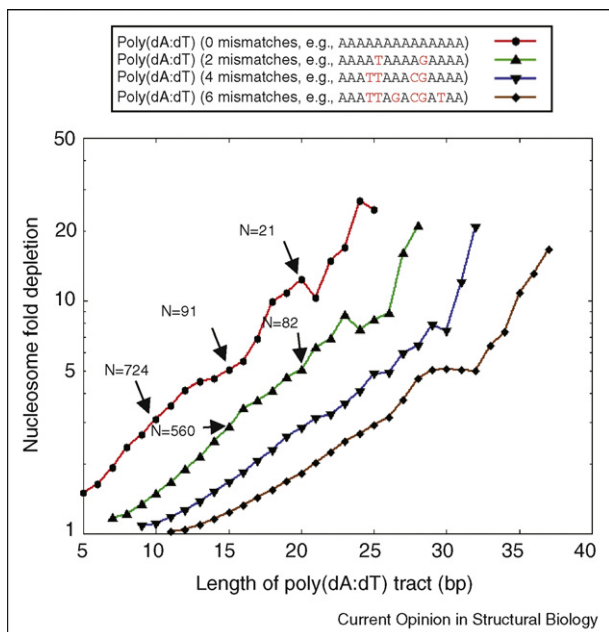 Poly(dA:dT) (0 mismatches, e.g., AAAAAAAAAAAAAA)
Poly(dA:dT) (2 mismatches, e.g., AAAATAAAAGAAAA)
Poly(dA:dT) (4 mismatches, e.g., AAATTAAACGAAAA)
Poly(dA:dT) (6 mismatches, e.g., AAATTAGACGATAA)
50
20
10
5
1
Nucleosome fold depletion
N=21
N=91
N=82
N=724
N=560
5 10 15 20 25 30 35 40
Length of poly(dA:dT) tract (bp)
Current Opinion in Structural Biology